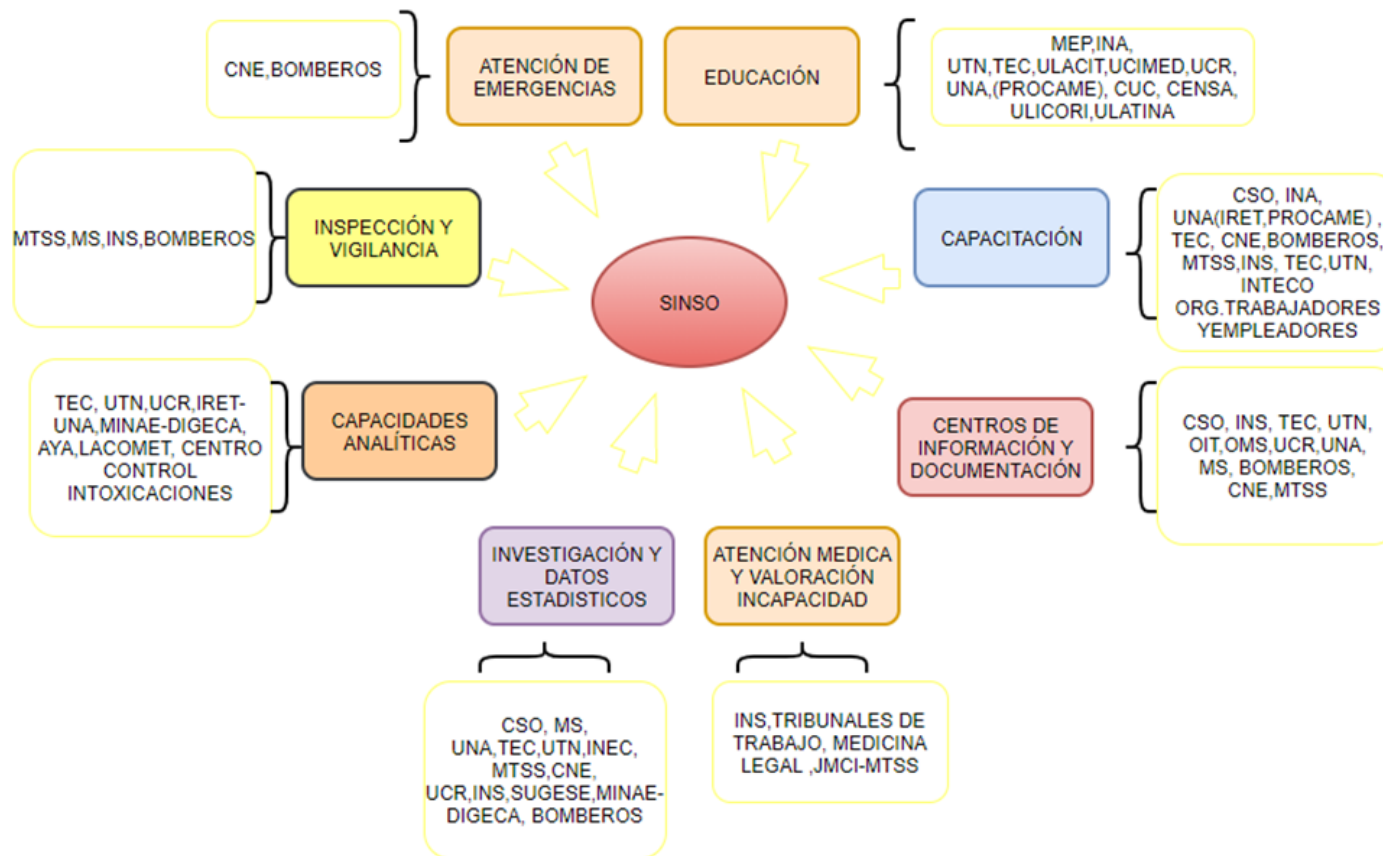 CNE,BOMBEROS
ATENCIÓN DE
EMERGENCIAS
EDUCACIÓN
MEP,INA,
UTN,TEC,ULACIT,UCIMED,UCR,
UNA,(PROCAME), CUC, CENSA,
ULICORI,ULATINA
MTSS,MS,INS,BOMBEROS
INSPECCIÓN Y
VIGILANCIA
SINSO
CAPACITACIÓN
CSO, INA,
UNA(IRET,PROCAME) ,
TEC, CNE,BOMBEROS,
MTSS,INS, TEC,UTN,
INTECO
ORG.TRABAJADORES
YEMPLEADORES
TEC, UTN,UCR,IRET-
UNA,MINAE-DIGECA,
AYA,LACOMET, CENTRO
CONTROL
INTOXICACIONES
CAPACIDADES
ANALÍTICAS
CENTROS DE
INFORMACIÓN Y
DOCUMENTACIÓN
CSO, INS, TEC, UTN,
OIT,OMS,UCR,UNA,
MS, BOMBEROS,
CNE,MTSS
INVESTIGACIÓN Y
DATOS
ESTADISTICOS
ATENCIÓN MEDICA
Y VALORACIÓN
INCAPACIDAD
CSO, MS,
UNA,TEC,UTN,INEC,
MTSS,CNE,
UCR,INS,SUGESE,MINAE-
DIGECA, BOMBEROS
INS,TRIBUNALES DE
TRABAJO, MEDICINA
LEGAL ,JMCI-MTSS